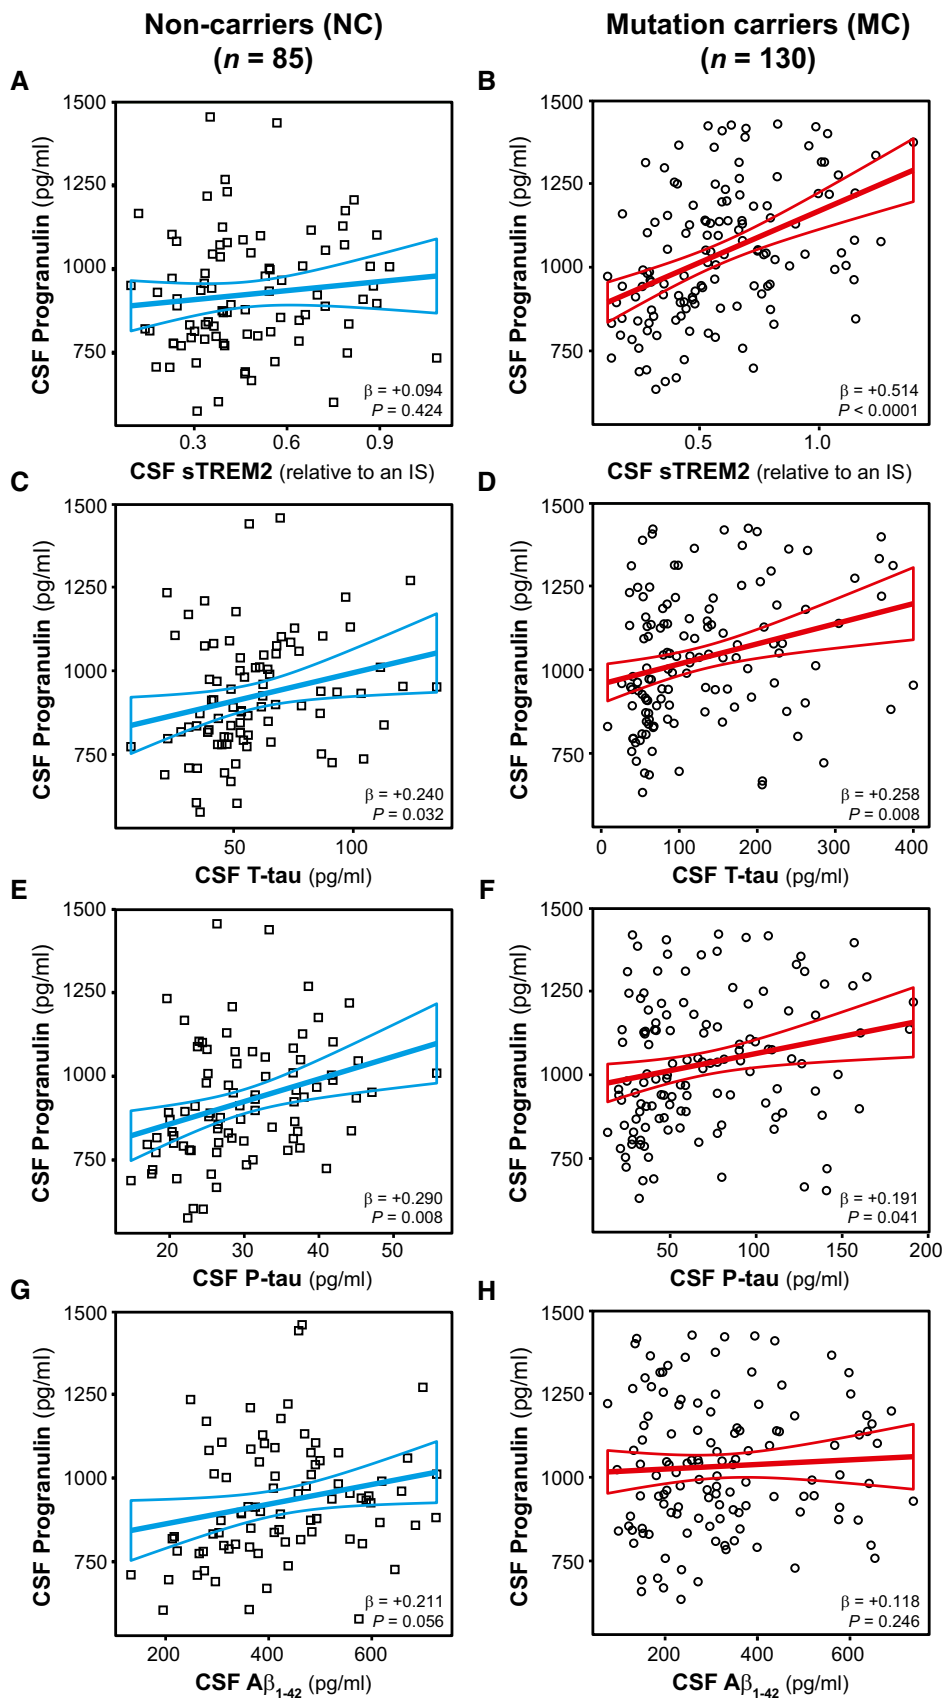 Non-carriers (NC)
(n = 85)
Mutation carriers (MC)
(n = 130)
A
1500
1250
1000
750
CSF Progranulin (pg/ml)
β = +0.094
P = 0.424
0.3 0.6 0.9
CSF sTREM2 (relative to an IS)
B
1500
1250
1000
750
CSF Progranulin (pg/ml)
β = +0.514
P < 0.0001
0.5 1.0
CSF sTREM2 (relative to an IS)
C
1500
1250
1000
750
CSF Progranulin (pg/ml)
β = +0.240
P = 0.032
50 100
CSF T-tau (pg/ml)
D
1500
1250
1000
750
CSF Progranulin (pg/ml)
β = +0.258
P = 0.008
0 100 200 300 400
CSF T-tau (pg/ml)
E
1500
1250
1000
750
CSF Progranulin (pg/ml)
β = +0.290
P = 0.008
20 30 40 50
CSF P-tau (pg/ml)
F
1500
1250
1000
750
CSF Progranulin (pg/ml)
β = +0.191
P = 0.041
50 100 150 200
CSF P-tau (pg/ml)
G
1500
1250
1000
750
CSF Progranulin (pg/ml)
β = +0.211
P = 0.056
200 400 600
CSF Aβ1-42 (pg/ml)
H
1500
1250
1000
750
CSF Progranulin (pg/ml)
β = +0.118
P = 0.246
200 400 600
CSF Aβ1-42 (pg/ml)